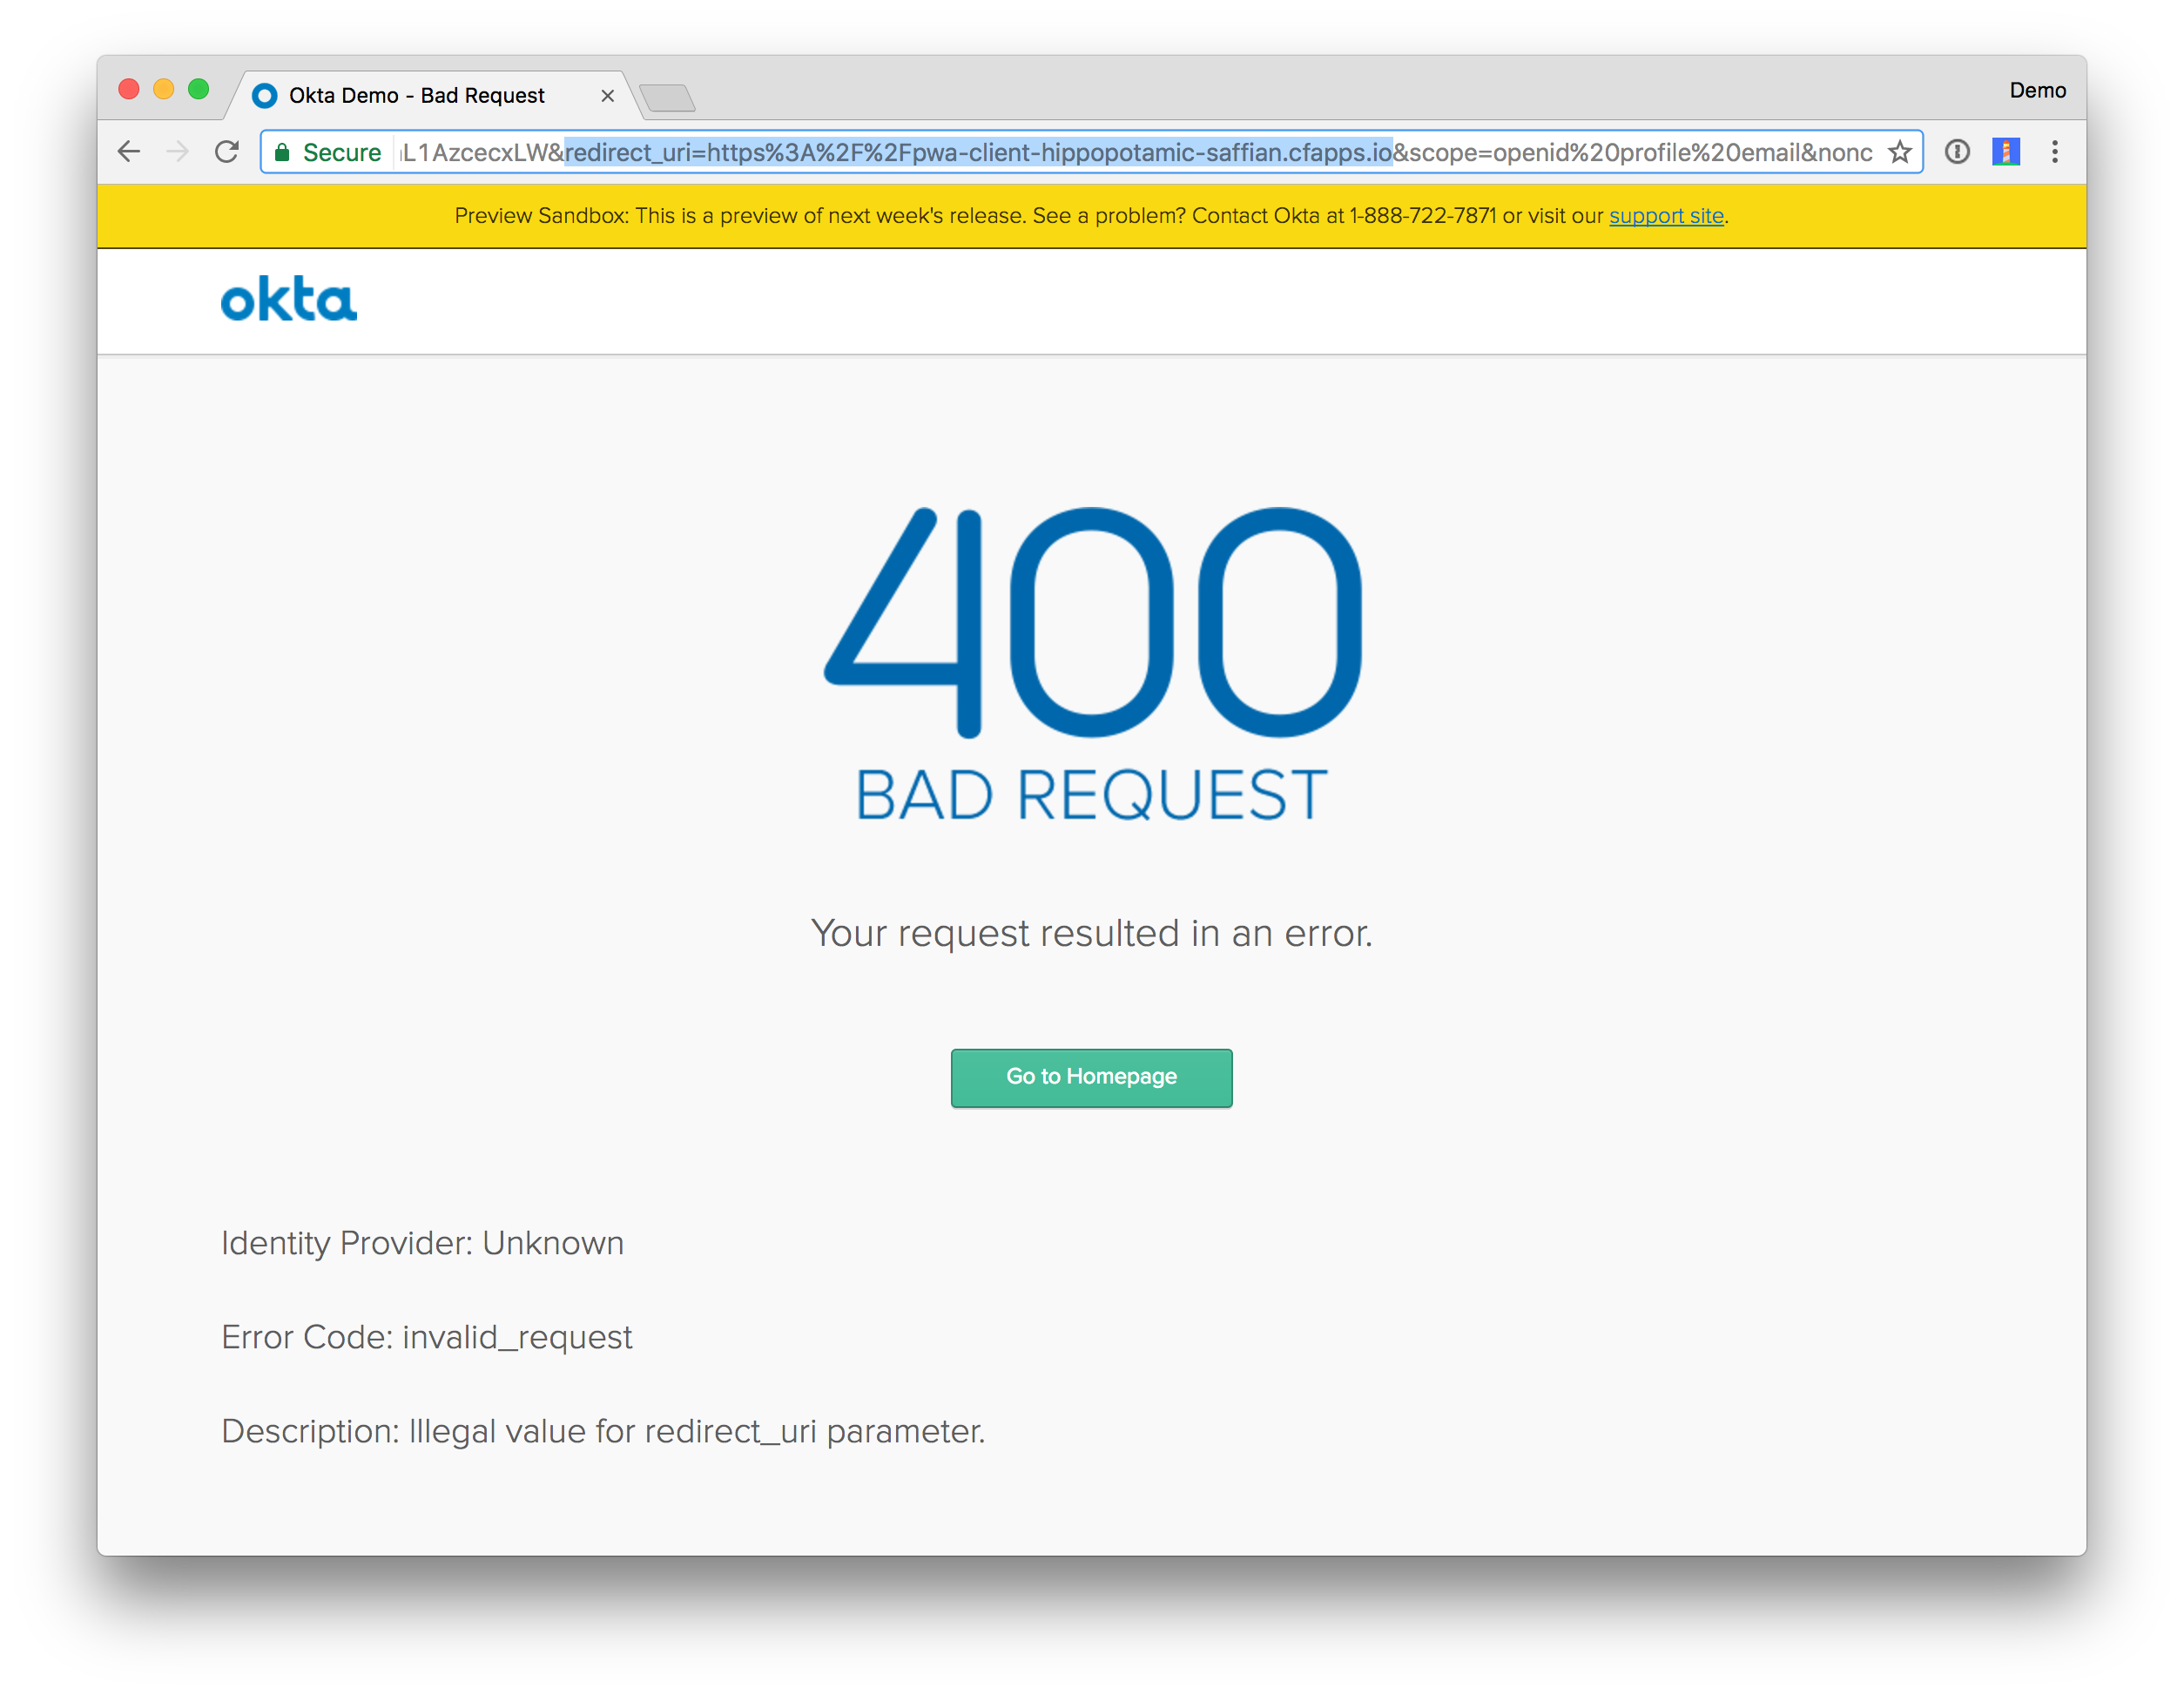 Okta Demo - Bad Request
Demo
Secure L1AzcecxLW&redirect_uri=https%3A%2F%2Fpwa-client-hippopotamic-saffian.cfapps.io&scope=openid%20profile%20email&nonc
Preview Sandbox: This is a preview of next week's release. See a problem? Contact Okta at 1-888-722-7871 or visit our support site.
okta
400
BAD REQUEST
Your request resulted in an error.
Go to Homepage
Identity Provider: Unknown
Error Code: invalid_request
Description: Illegal value for redirect_uri parameter.